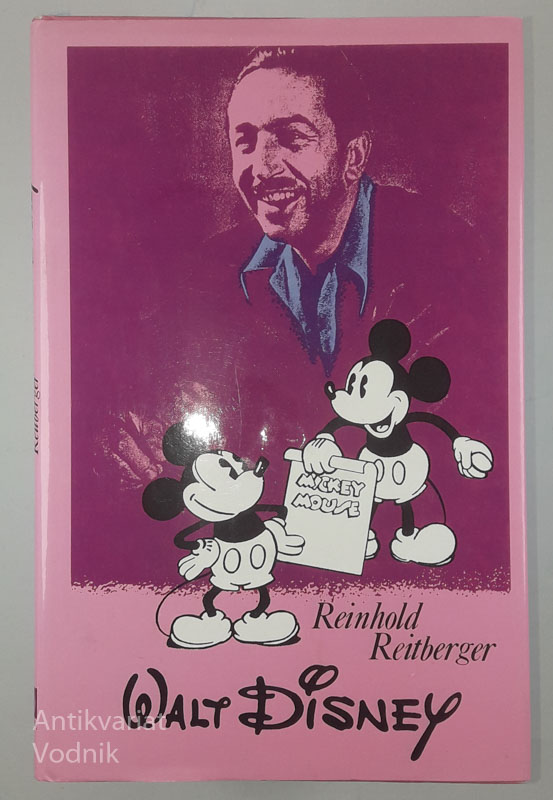 MICKEY
MOUSE
Reinhold
Reitberger
WALT DISNEY
Reitberger
Antikvariat
Vodnik